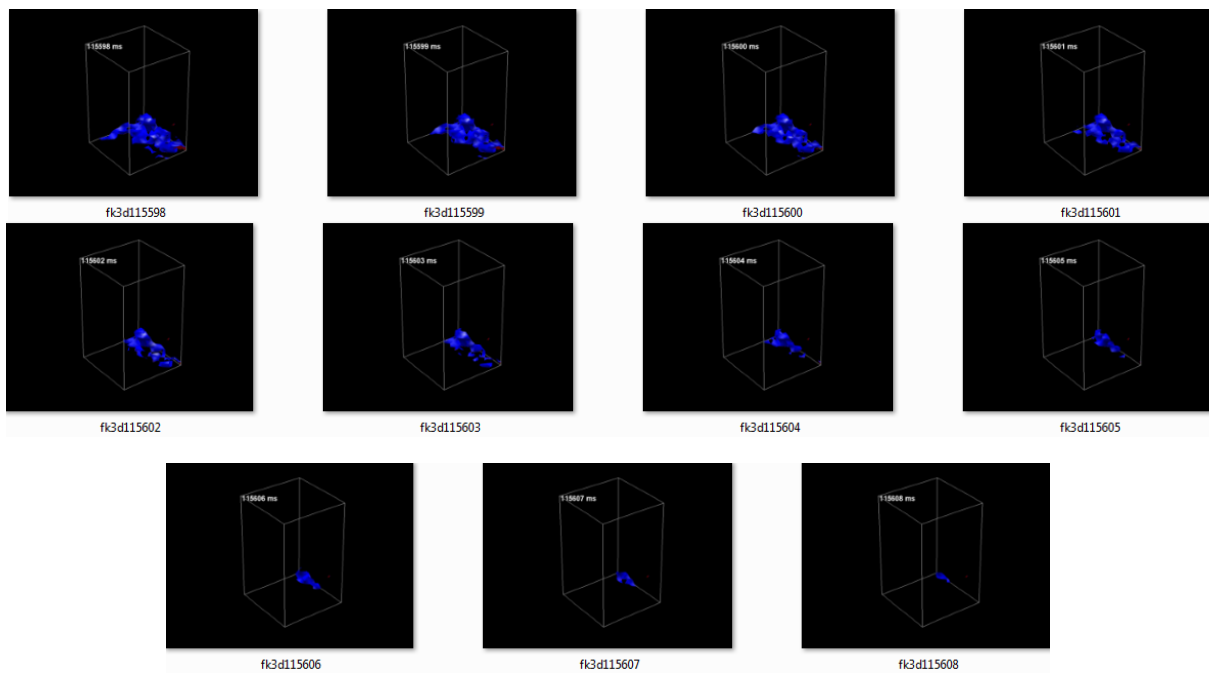 115598 ms
115599 ms
115600 ms
115601 ms
fk3d115598
fk3d115599
fk3d115600
fk3d115601
115602 ms
115603 ms
115604 ms
115605 ms
fk3d115602
fk3d115603
fk3d115604
fk3d115605
115606 ms
115607 ms
115608 ms
fk3d115606
fk3d115607
fk3d115608